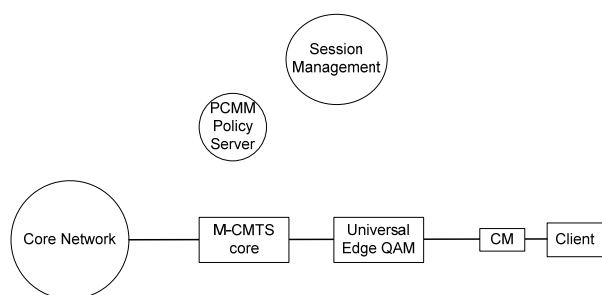 Session
Management
PCMM
Policy
Server
Core Network
M-CMTS
core
Universal
Edge QAM
CM
Client